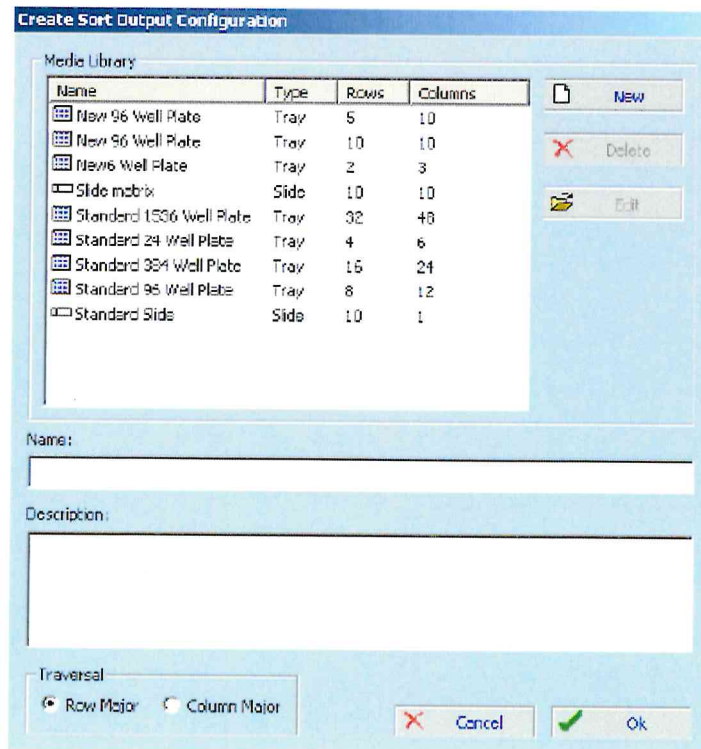 Create Sort Output Configuration
Media Library
Name Type Rows Columns
New 96 Well Plate Tray 5 10
New 96 Well Plate Tray 10 10
New6 Well Plate Tray 2 3
Slide matrix Slide 10 10
Standard 1536 Well Plate Tray 32 48
Standard 24 Well Plate Tray 4 6
Standard 384 Well Plate Tray 16 24
Standard 96 Well Plate Tray 8 12
Standard Slide Slide 10 1
New
Delete
Edit
Name:
Description:
Traversal
Row Major Column Major
Cancel Ok